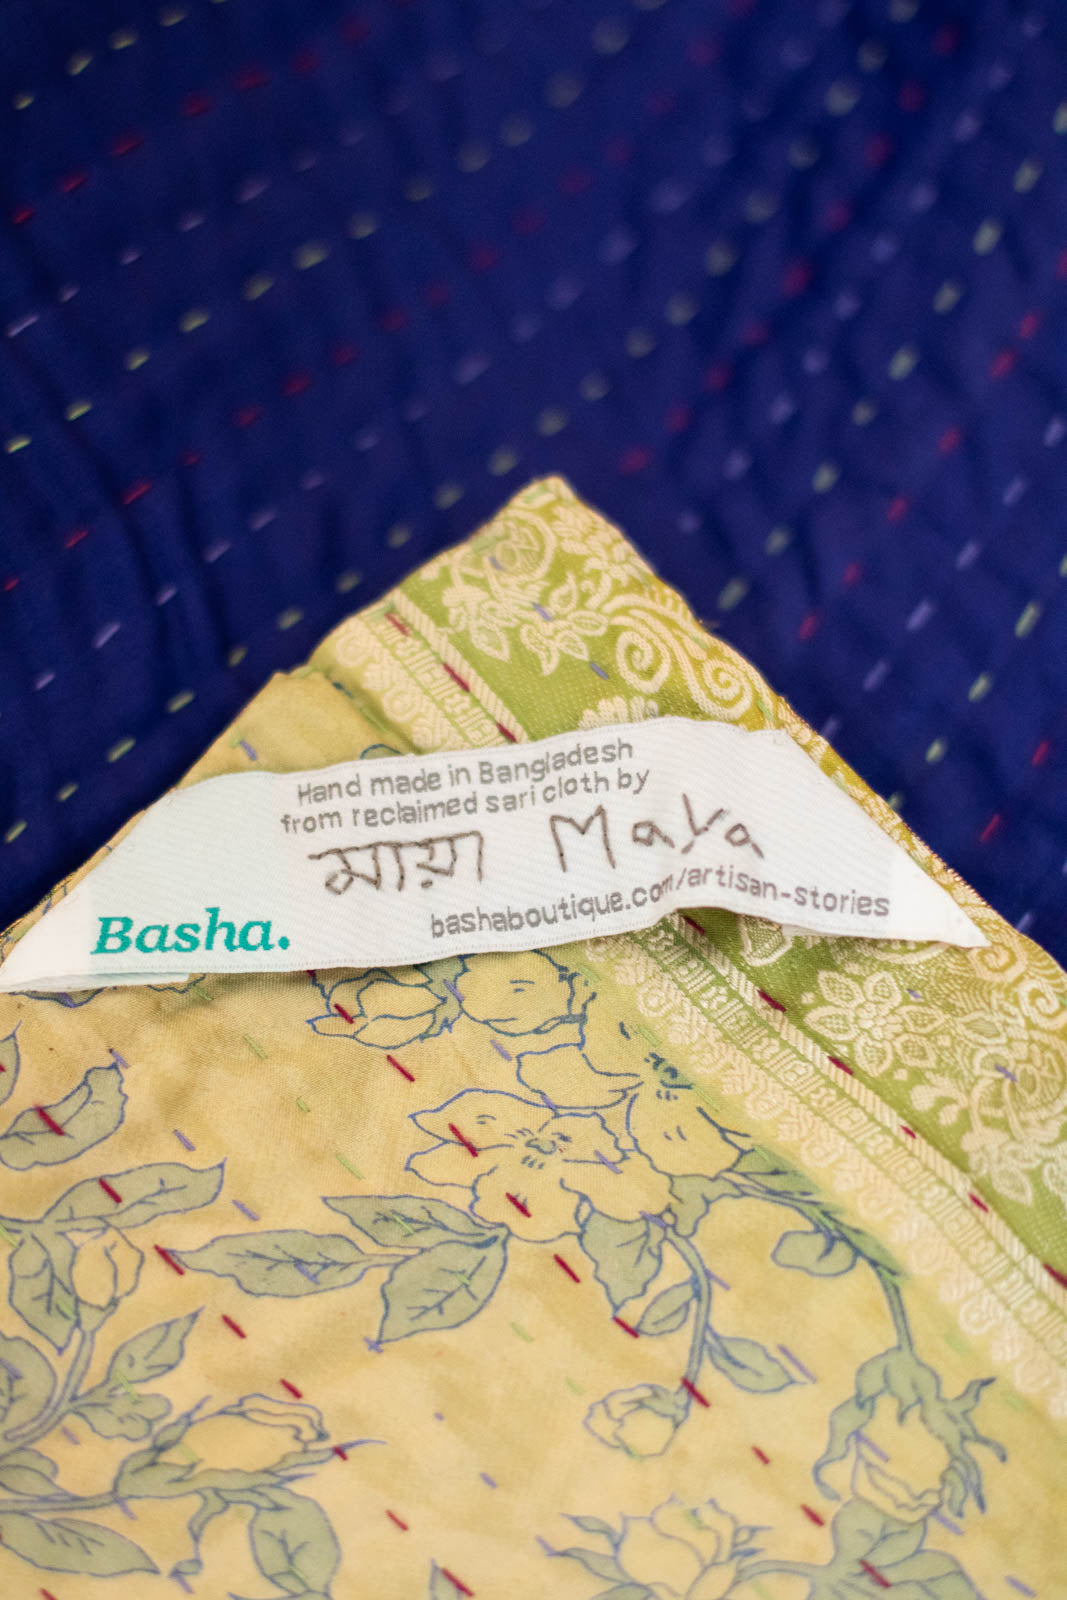 Hand made in Bangladesh
from reclaimed sari cloth by
মায়া Maya
Basha.
bashaboutique.com/artisan-stories